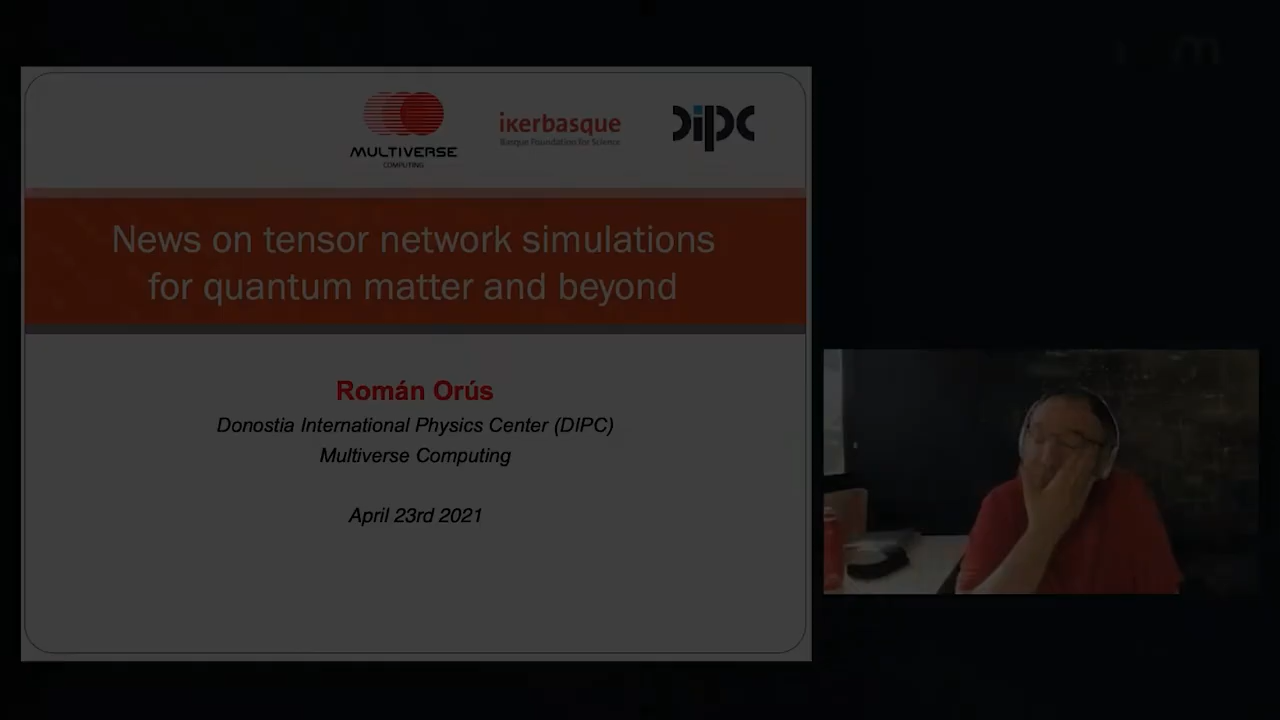 MULTIVERSE
COMPUTING
ikerbasque
Basque Foundation for Science
dipc
News on tensor network simulations
for quantum matter and beyond
Román Orús
Donostia International Physics Center (DIPC)
Multiverse Computing
April 23rd 2021